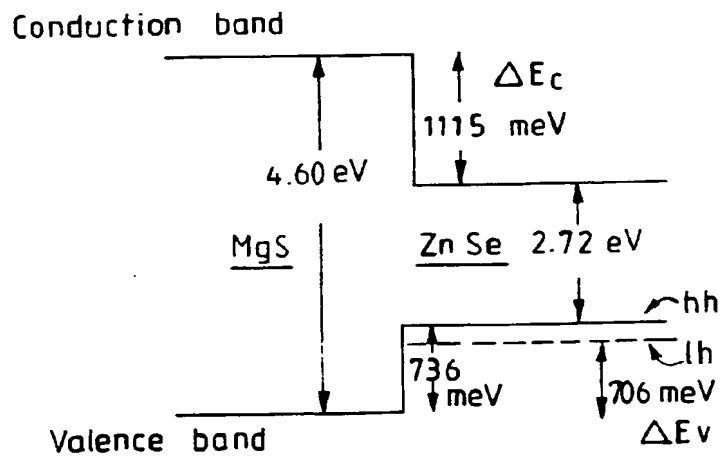 Conduction band
ΔEc
1115 meV
4.60 eV
MgS
Zn Se
2.72 eV
hh
lh
736
meV
706 meV
ΔEv
Valence band